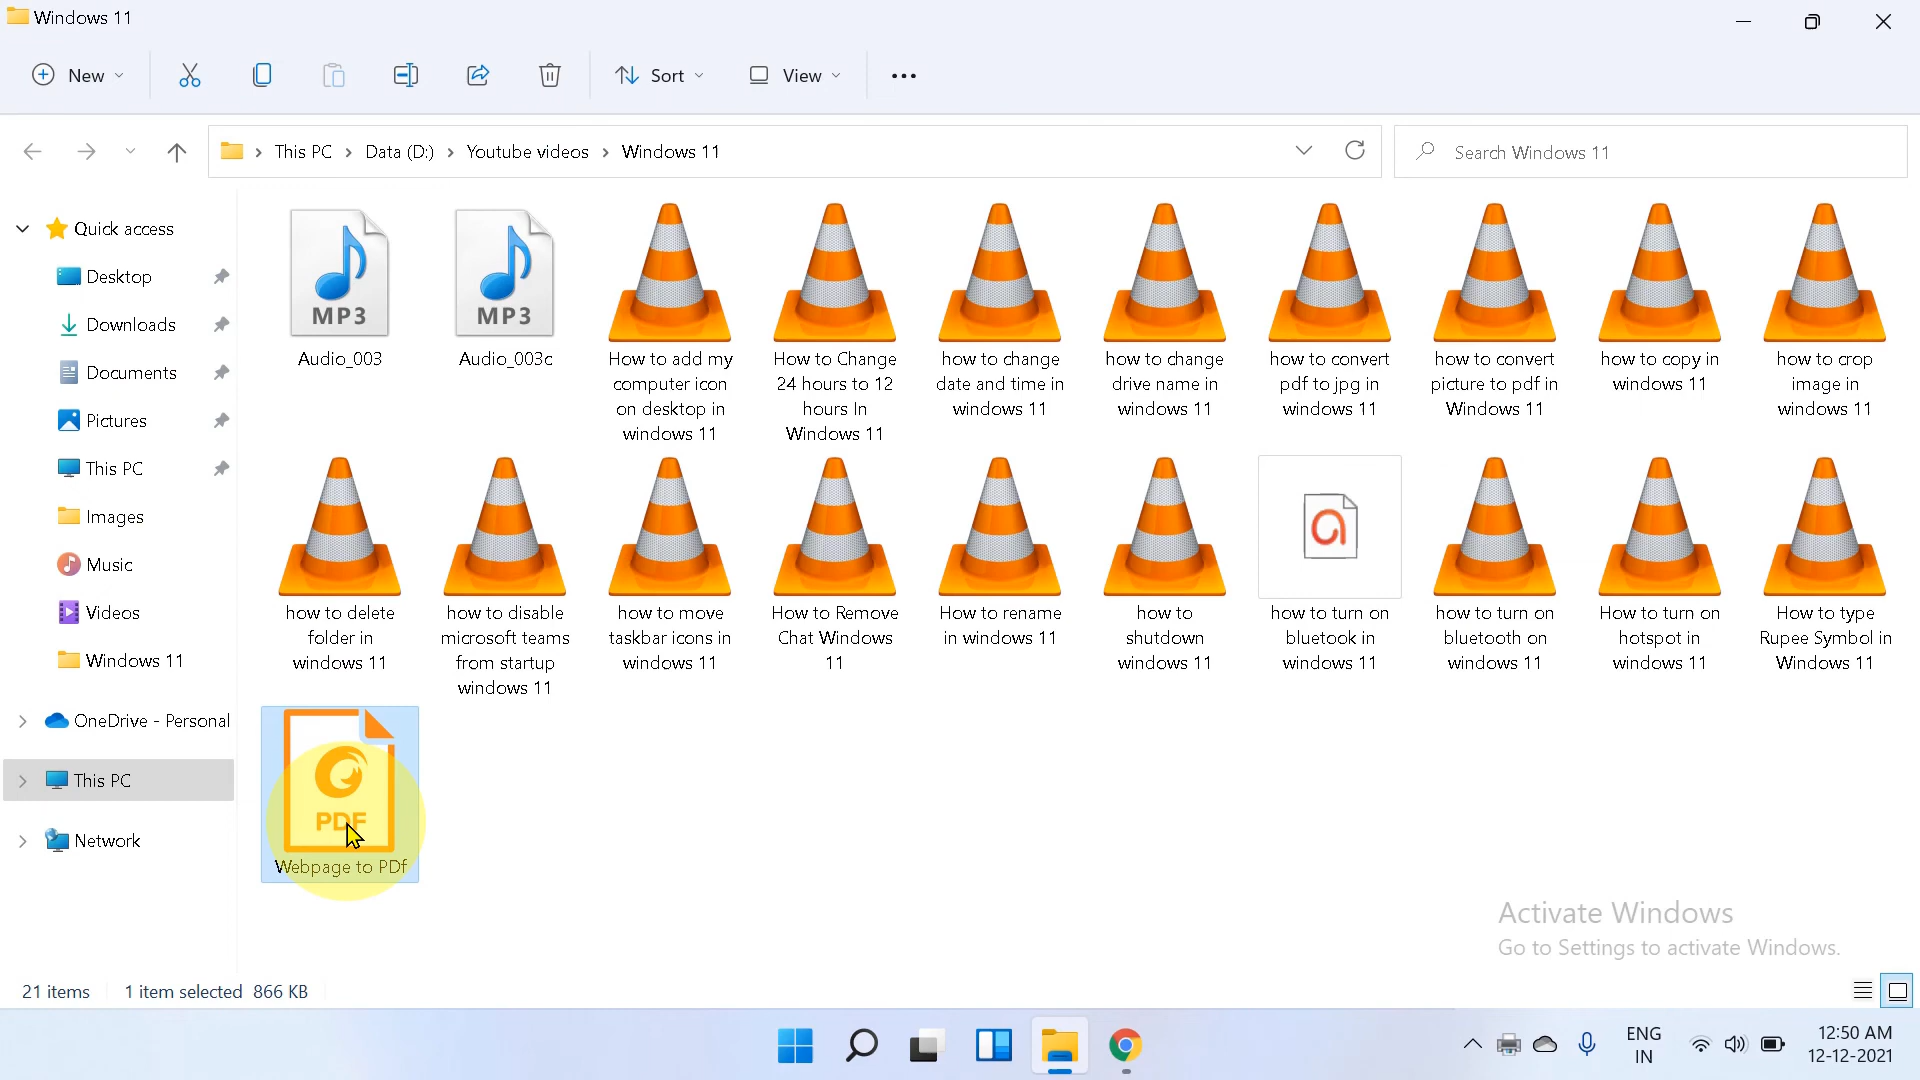 Windows 11
New
Sort
View
This PC
Data (D:)
Youtube videos
Windows 11
Search Windows 11
Quick access
Desktop
Downloads
Documents
Pictures
This PC
Images
Music
Videos
Windows 11
OneDrive - Personal
This PC
Network
MP3
Audio_003
MP3
Audio_003c
How to add my
computer icon
on desktop in
windows 11
How to Change
24 hours to 12
hours In
Windows 11
how to change
date and time in
windows 11
how to change
drive name in
windows 11
how to convert
pdf to jpg in
windows 11
how to convert
picture to pdf in
Windows 11
how to copy in
windows 11
how to crop
image in
windows 11
how to delete
folder in
windows 11
how to disable
microsoft teams
from startup
windows 11
how to move
taskbar icons in
windows 11
How to Remove
Chat Windows
11
How to rename
in windows 11
how to
shutdown
windows 11
how to turn on
bluetook in
windows 11
how to turn on
bluetooth on
windows 11
How to turn on
hotspot in
windows 11
How to type
Rupee Symbol in
Windows 11
PDF
Webpage to PDf
Activate Windows
Go to Settings to activate Windows.
21 items
1 item selected 866 KB
ENG
IN
12:50 AM
12-12-2021